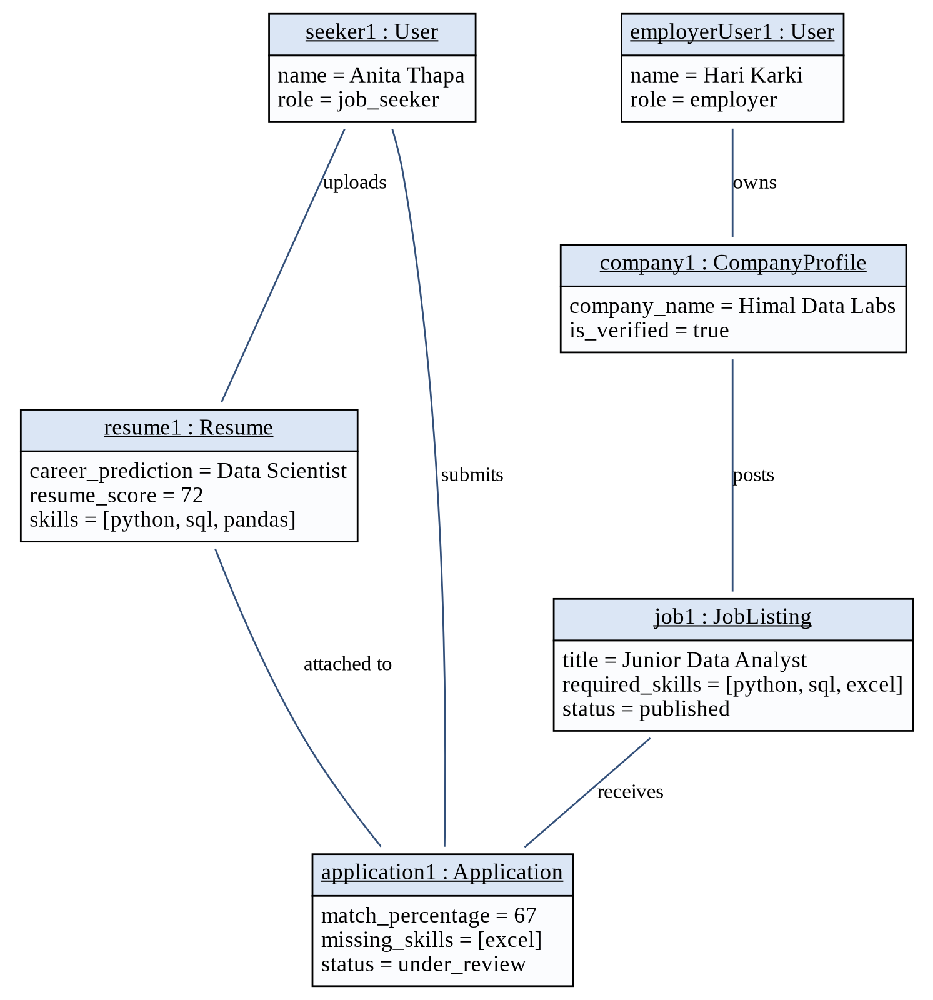 seeker1 : User
name = Anita Thapa
role = job_seeker
employerUser1 : User
name = Hari Karki
role = employer
uploads
owns
company1 : CompanyProfile
company_name = Himal Data Labs
is_verified = true
resume1 : Resume
career_prediction = Data Scientist
resume_score = 72
skills = [python, sql, pandas]
submits
posts
job1 : JobListing
title = Junior Data Analyst
required_skills = [python, sql, excel]
status = published
attached to
receives
application1 : Application
match_percentage = 67
missing_skills = [excel]
status = under_review